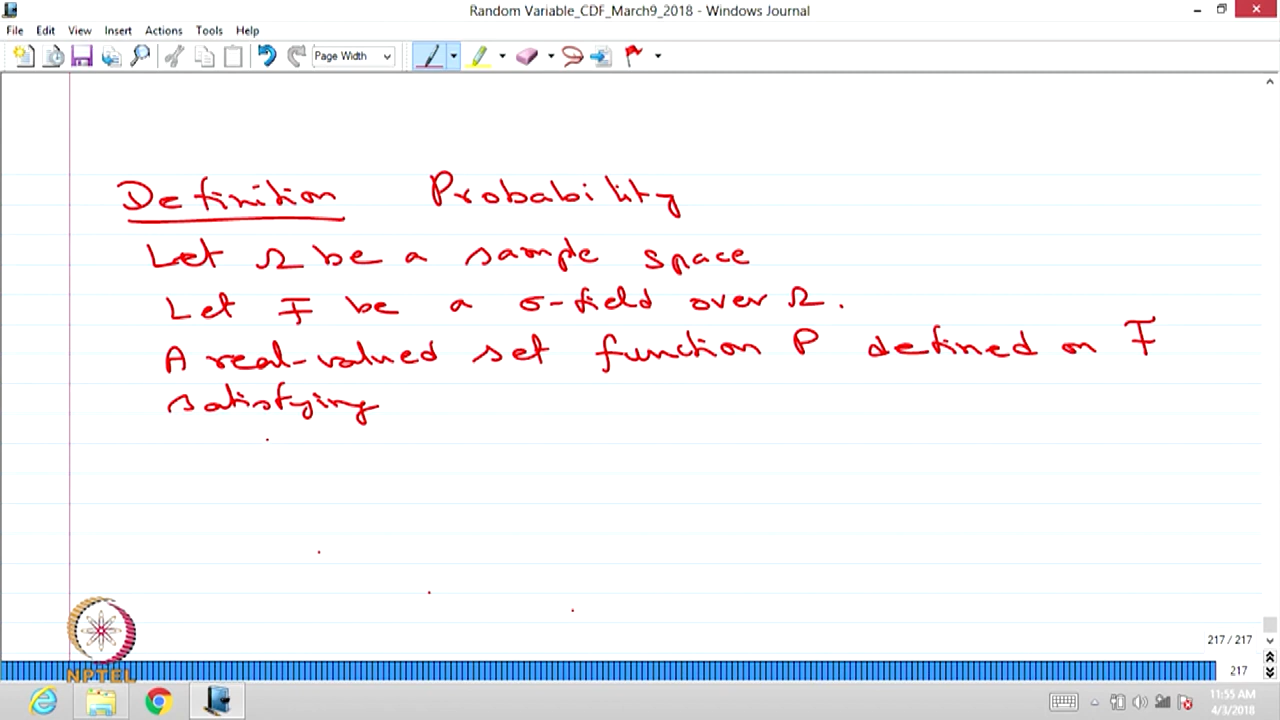 Random Variable_CDF_March9_2018 - Windows Journal
File Edit View Insert Actions Tools Help
Page Width
Definition Probability
Let Ω be a sample space
Let F be a σ-field over Ω.
A real-valued set function P defined on F
satisfying
217 / 217
217
NPTEL
11:55 AM
4/3/2018